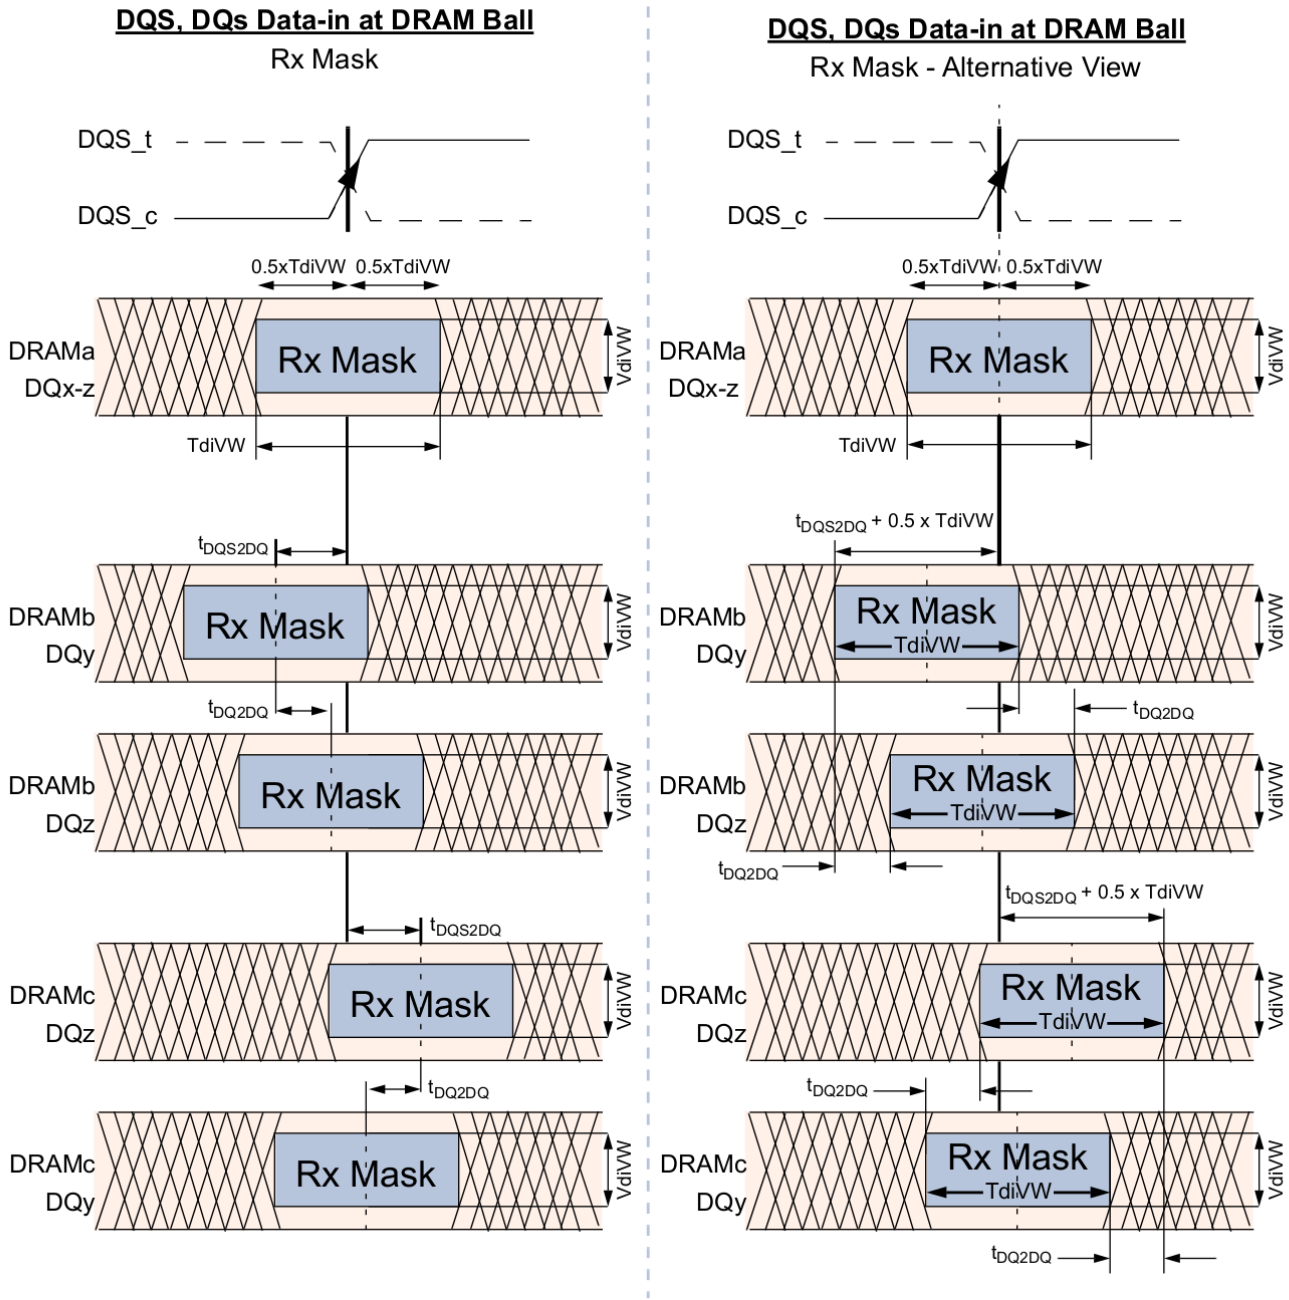 DQS, DQs Data-in at DRAM Ball
Rx Mask
DQS_t
DQS_c
0.5xTdiVW 0.5xTdiVW
DRAMa
DQx-z
Rx Mask
VdiVW
TdiVW
tDQS2DQ
DRAMb
DQy
Rx Mask
VdiVW
tDQ2DQ
DRAMb
DQz
Rx Mask
VdiVW
tDQS2DQ
DRAMc
DQz
Rx Mask
VdiVW
tDQ2DQ
DRAMc
DQy
Rx Mask
VdiVW
DQS, DQs Data-in at DRAM Ball
Rx Mask - Alternative View
DQS_t
DQS_c
0.5xTdiVW 0.5xTdiVW
DRAMa
DQx-z
Rx Mask
VdiVW
TdiVW
tDQS2DQ + 0.5 x TdiVW
DRAMb
DQy
Rx Mask
TdiVW
VdiVW
tDQ2DQ
DRAMb
DQz
Rx Mask
TdiVW
VdiVW
tDQ2DQ
tDQS2DQ + 0.5 x TdiVW
DRAMc
DQz
Rx Mask
TdiVW
VdiVW
tDQ2DQ
DRAMc
DQy
Rx Mask
TdiVW
VdiVW
tDQ2DQ